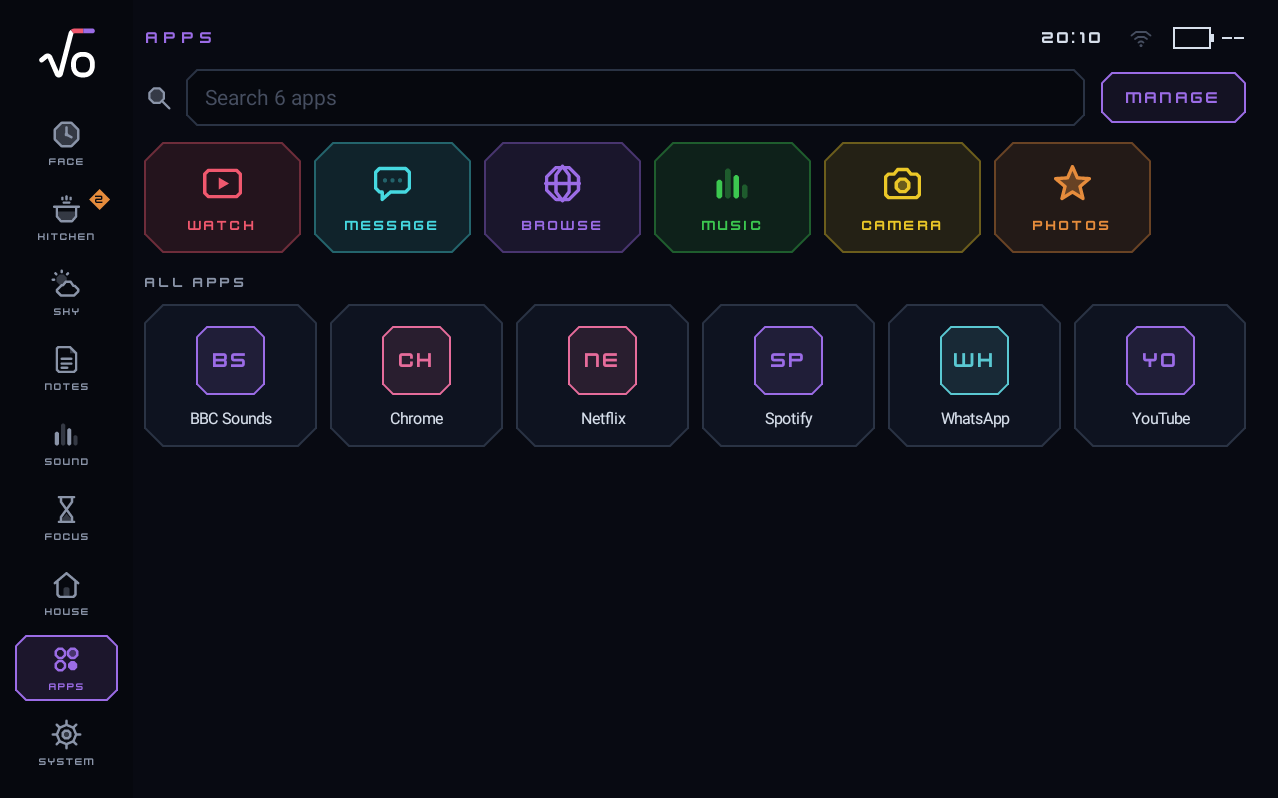 √o
APPS
20:10
--
Search 6 apps
MANAGE
FACE
2
KITCHEN
SKY
NOTES
SOUND
FOCUS
HOUSE
APPS
SYSTEM
WATCH
MESSAGE
BROWSE
MUSIC
CAMERA
PHOTOS
ALL APPS
BS
CH
NE
SP
WH
YO
BBC Sounds
Chrome
Netflix
Spotify
WhatsApp
YouTube